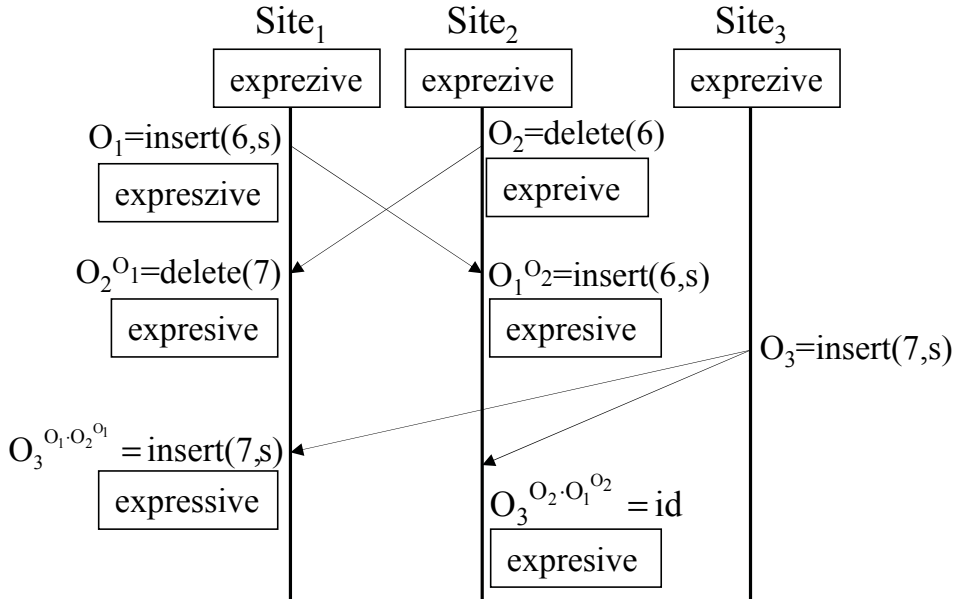 Site₁ Site₂ Site₃
exprezive exprezive exprezive
O₁=insert(6,s) O₂=delete(6)
expreszive expreive
O₂^O₁=delete(7) O₁^O₂=insert(6,s)
expresive expresive
O₃=insert(7,s)
O₃^O₁·O₂^O₁ = insert(7,s)
expressive
O₃^O₂·O₁^O₂ = id
expresive